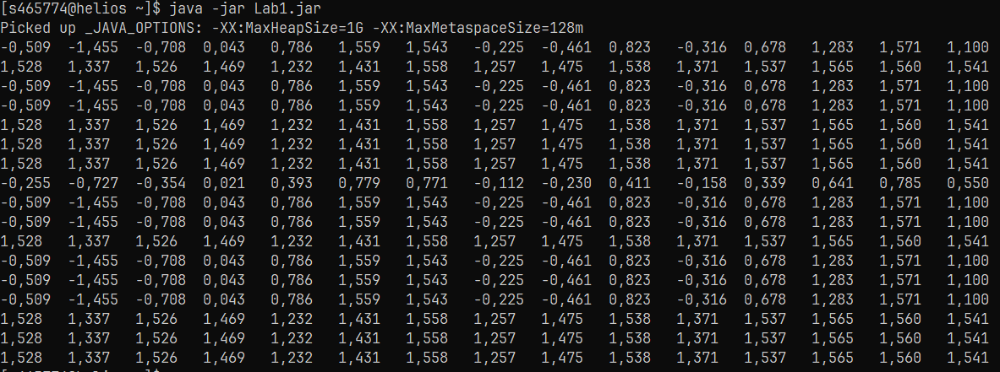 [s465774@helios ~]$ java -jar Lab1.jar
Picked up _JAVA_OPTIONS: -XX:MaxHeapSize=1G -XX:MaxMetaspaceSize=128m
-0,509 -1,455 -0,708 0,043 0,786 1,559 1,543 -0,225 -0,461 0,823 -0,316 0,678 1,283 1,571 1,100
1,528 1,337 1,526 1,469 1,232 1,431 1,558 1,257 1,475 1,538 1,371 1,537 1,565 1,560 1,541
-0,509 -1,455 -0,708 0,043 0,786 1,559 1,543 -0,225 -0,461 0,823 -0,316 0,678 1,283 1,571 1,100
-0,509 -1,455 -0,708 0,043 0,786 1,559 1,543 -0,225 -0,461 0,823 -0,316 0,678 1,283 1,571 1,100
1,528 1,337 1,526 1,469 1,232 1,431 1,558 1,257 1,475 1,538 1,371 1,537 1,565 1,560 1,541
1,528 1,337 1,526 1,469 1,232 1,431 1,558 1,257 1,475 1,538 1,371 1,537 1,565 1,560 1,541
1,528 1,337 1,526 1,469 1,232 1,431 1,558 1,257 1,475 1,538 1,371 1,537 1,565 1,560 1,541
-0,255 -0,727 -0,354 0,021 0,393 0,779 0,771 -0,112 -0,230 0,411 -0,158 0,339 0,641 0,785 0,550
-0,509 -1,455 -0,708 0,043 0,786 1,559 1,543 -0,225 -0,461 0,823 -0,316 0,678 1,283 1,571 1,100
-0,509 -1,455 -0,708 0,043 0,786 1,559 1,543 -0,225 -0,461 0,823 -0,316 0,678 1,283 1,571 1,100
1,528 1,337 1,526 1,469 1,232 1,431 1,558 1,257 1,475 1,538 1,371 1,537 1,565 1,560 1,541
-0,509 -1,455 -0,708 0,043 0,786 1,559 1,543 -0,225 -0,461 0,823 -0,316 0,678 1,283 1,571 1,100
-0,509 -1,455 -0,708 0,043 0,786 1,559 1,543 -0,225 -0,461 0,823 -0,316 0,678 1,283 1,571 1,100
-0,509 -1,455 -0,708 0,043 0,786 1,559 1,543 -0,225 -0,461 0,823 -0,316 0,678 1,283 1,571 1,100
1,528 1,337 1,526 1,469 1,232 1,431 1,558 1,257 1,475 1,538 1,371 1,537 1,565 1,560 1,541
1,528 1,337 1,526 1,469 1,232 1,431 1,558 1,257 1,475 1,538 1,371 1,537 1,565 1,560 1,541
1,528 1,337 1,526 1,469 1,232 1,431 1,558 1,257 1,475 1,538 1,371 1,537 1,565 1,560 1,541